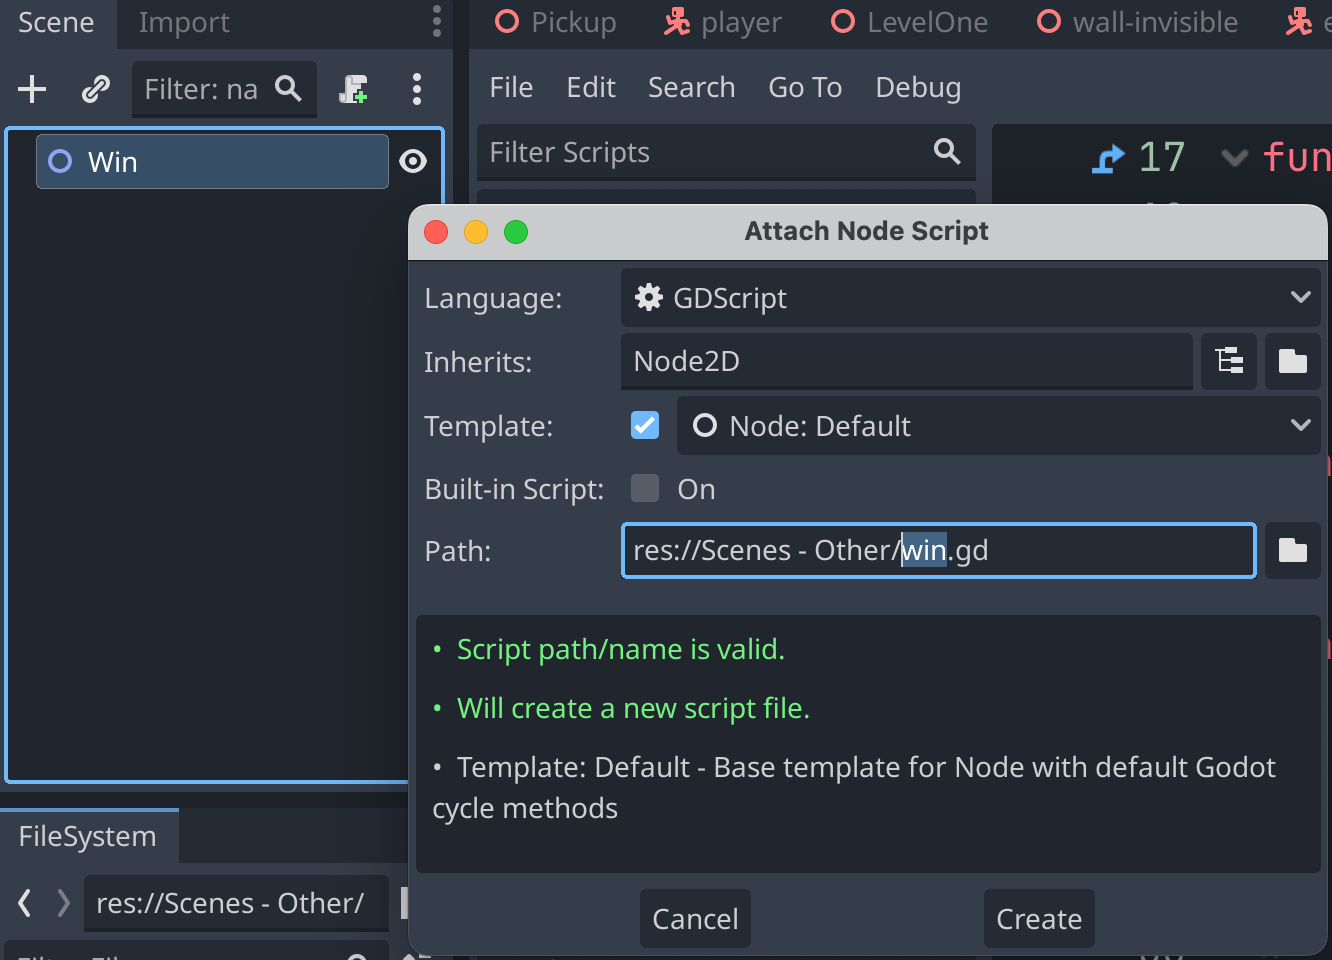 Scene Import
Pickup player LevelOne wall-invisible
Filter: na
File Edit Search Go To Debug
Win
Filter Scripts
17 fun
Attach Node Script
Language: GDScript
Inherits: Node2D
Template: Node: Default
Built-in Script: On
Path: res://Scenes - Other/win.gd
• Script path/name is valid.
• Will create a new script file.
• Template: Default - Base template for Node with default Godot
cycle methods
Cancel Create
FileSystem
res://Scenes - Other/